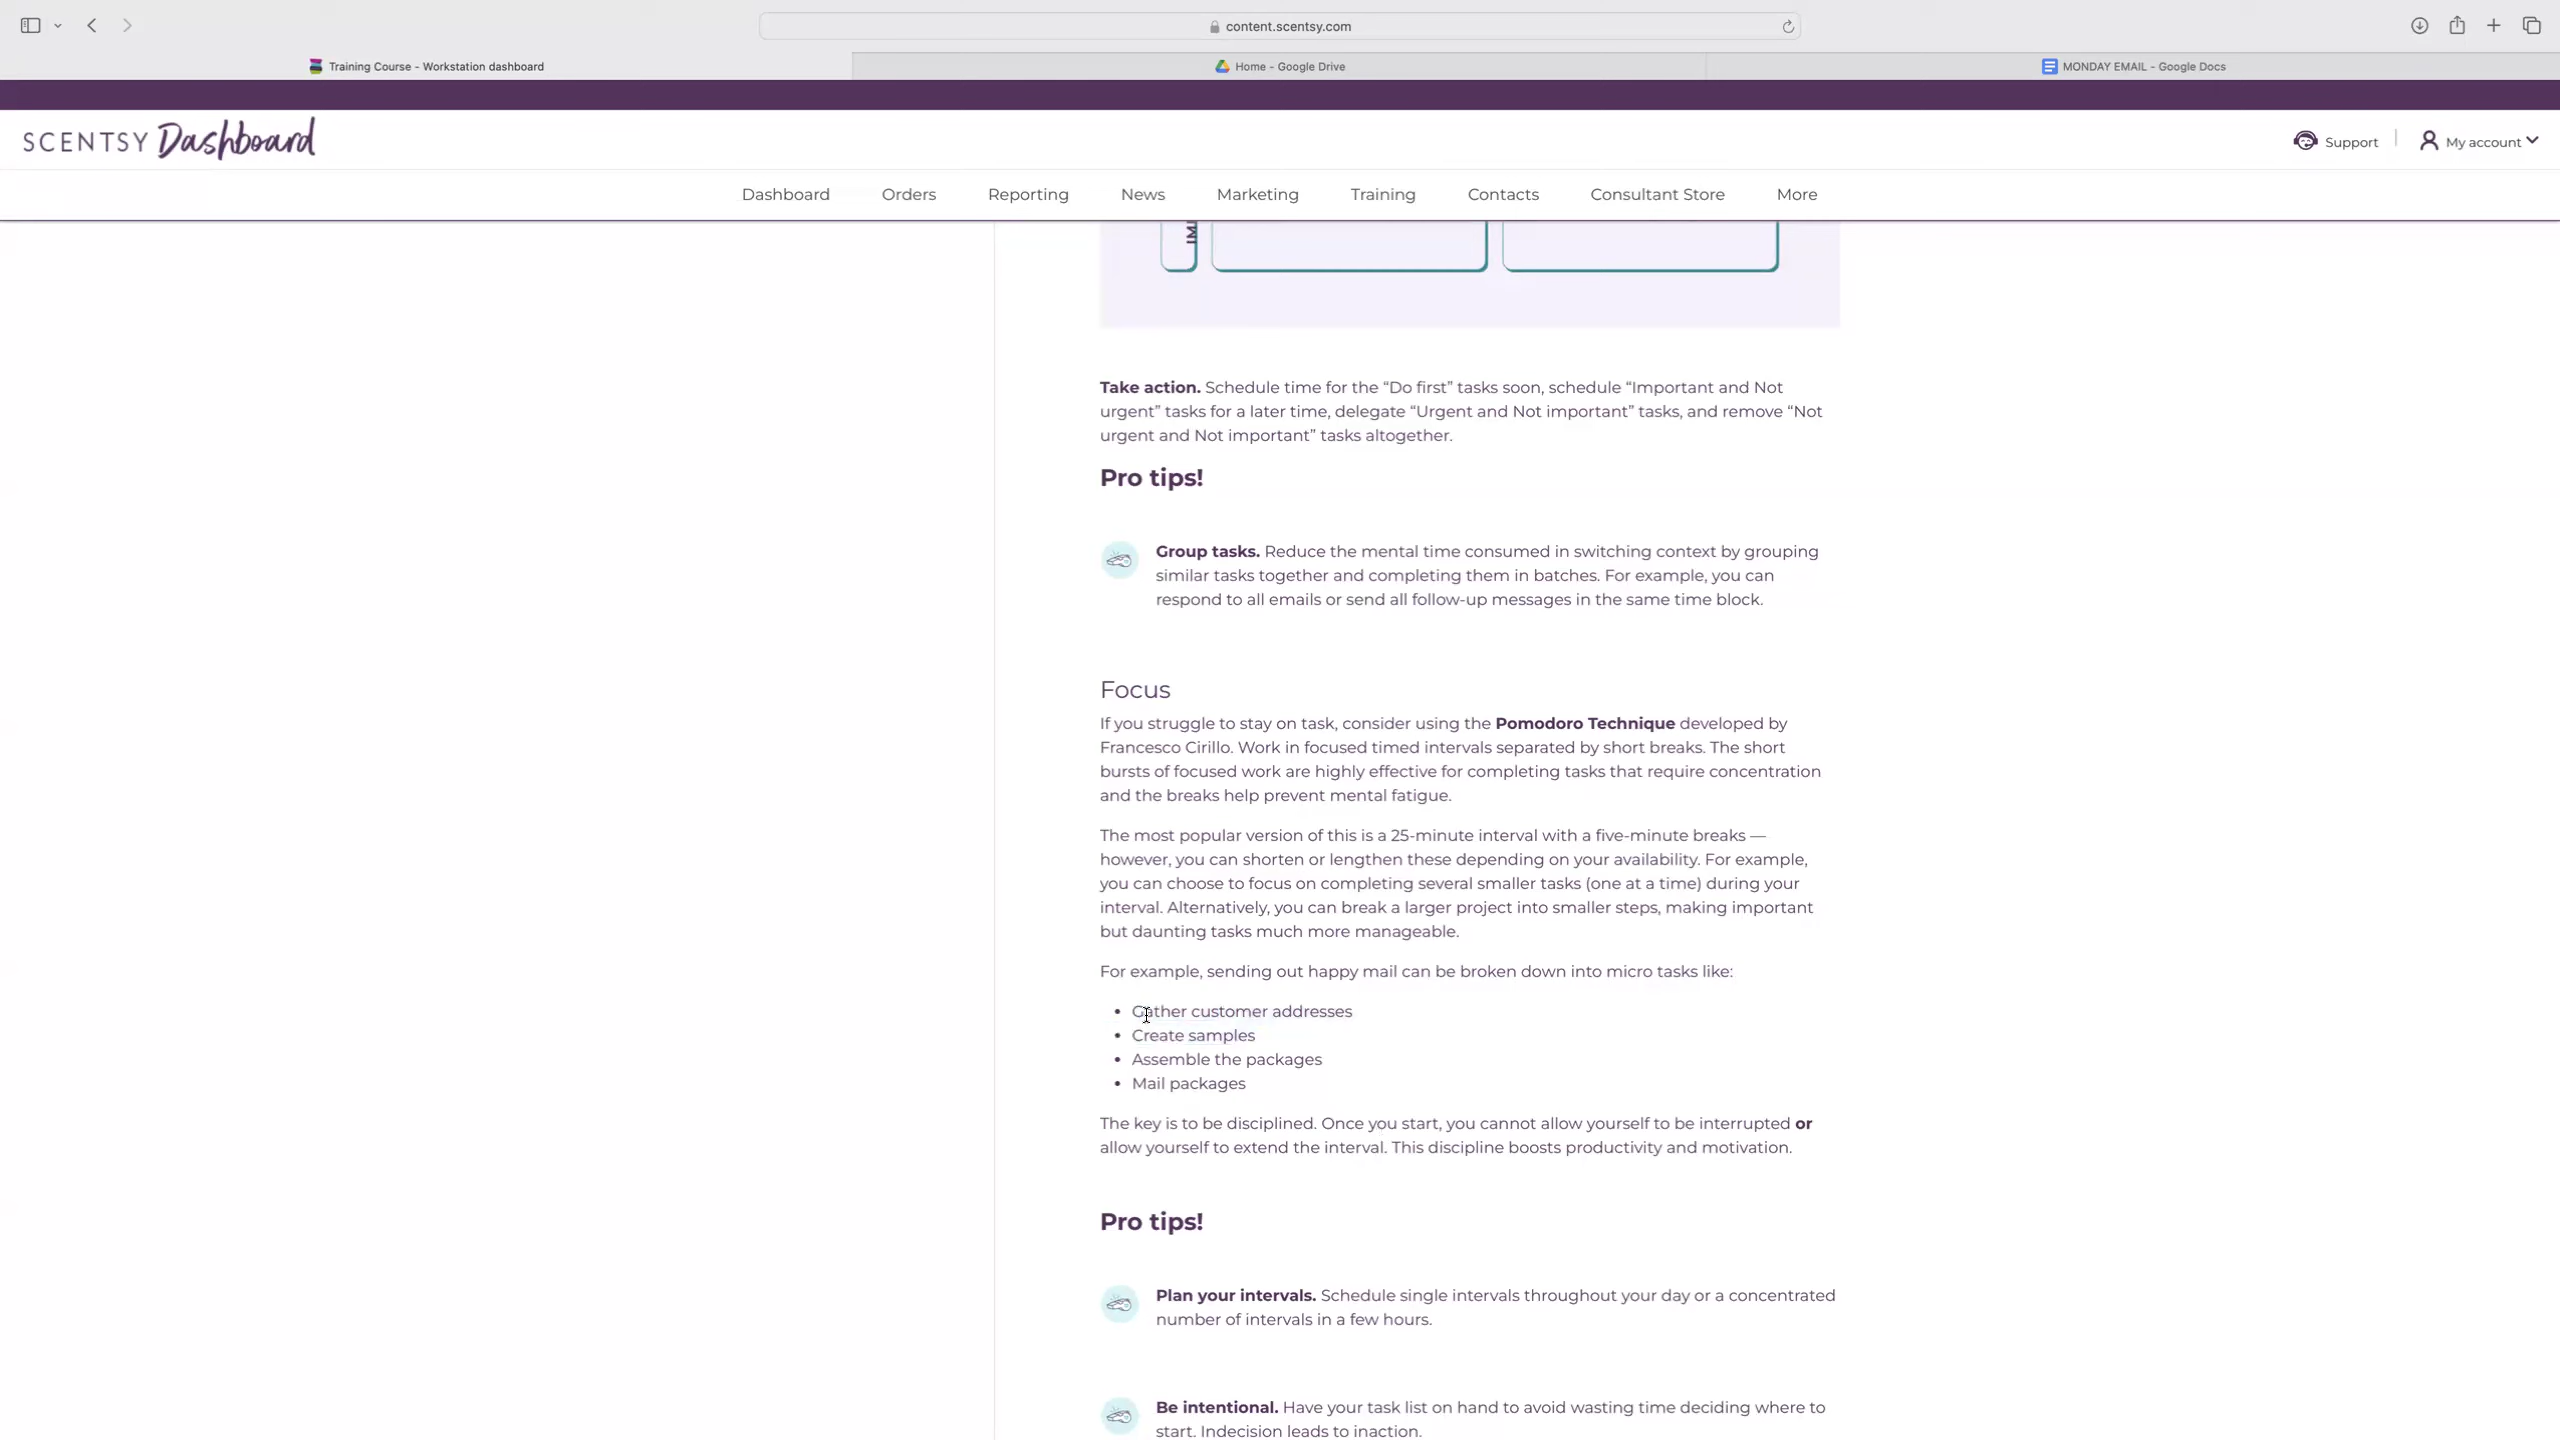 content.scentsy.com
Training Course - Workstation dashboard
Home - Google Drive
MONDAY EMAIL - Google Docs
SCENTSY Dashboard
Support
My account
Dashboard
Orders
Reporting
News
Marketing
Training
Contacts
Consultant Store
More
Take action. Schedule time for the “Do first” tasks soon, schedule “Important and Not
urgent” tasks for a later time, delegate “Urgent and Not important” tasks, and remove “Not
urgent and Not important” tasks altogether.
Pro tips!
Group tasks. Reduce the mental time consumed in switching context by grouping
similar tasks together and completing them in batches. For example, you can
respond to all emails or send all follow-up messages in the same time block.
Focus
If you struggle to stay on task, consider using the Pomodoro Technique developed by
Francesco Cirillo. Work in focused timed intervals separated by short breaks. The short
bursts of focused work are highly effective for completing tasks that require concentration
and the breaks help prevent mental fatigue.
The most popular version of this is a 25-minute interval with a five-minute breaks —
however, you can shorten or lengthen these depending on your availability. For example,
you can choose to focus on completing several smaller tasks (one at a time) during your
interval. Alternatively, you can break a larger project into smaller steps, making important
but daunting tasks much more manageable.
For example, sending out happy mail can be broken down into micro tasks like:
• Gather customer addresses
• Create samples
• Assemble the packages
• Mail packages
The key is to be disciplined. Once you start, you cannot allow yourself to be interrupted or
allow yourself to extend the interval. This discipline boosts productivity and motivation.
Pro tips!
Plan your intervals. Schedule single intervals throughout your day or a concentrated
number of intervals in a few hours.
Be intentional. Have your task list on hand to avoid wasting time deciding where to
start. Indecision leads to inaction.